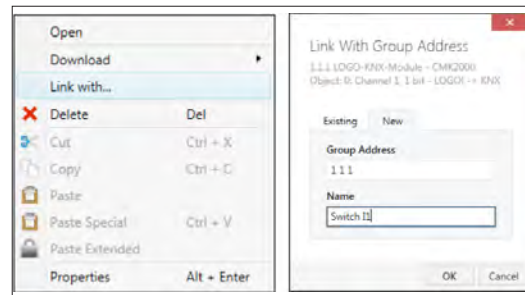 Open
Download
Link with...
Delete Del
Cut Ctrl + X
Copy Ctrl + C
Paste
Paste Special Ctrl + V
Paste Extended
Properties Alt + Enter
Link With Group Address
1.1.1 LOGO-KNX-Module - CMK2000
Object: 0: Channel 1, 1 bit - LOGO! -> KNX
Existing New
Group Address
1 1 1
Name
Switch I1
OK Cancel